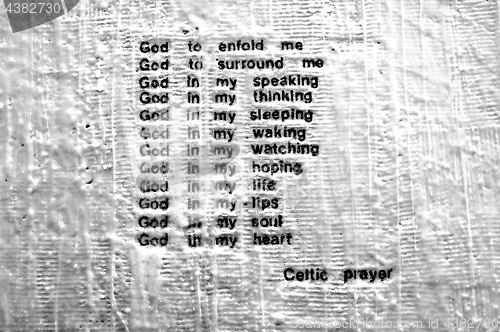 4382730
God to enfold me
God to surround me
God in my speaking
God in my thinking
God in my sleeping
God in my waking
God in my watching
God in my hoping
God in my life
God in my lips
God in my soul
God in my heart
Celtic prayer